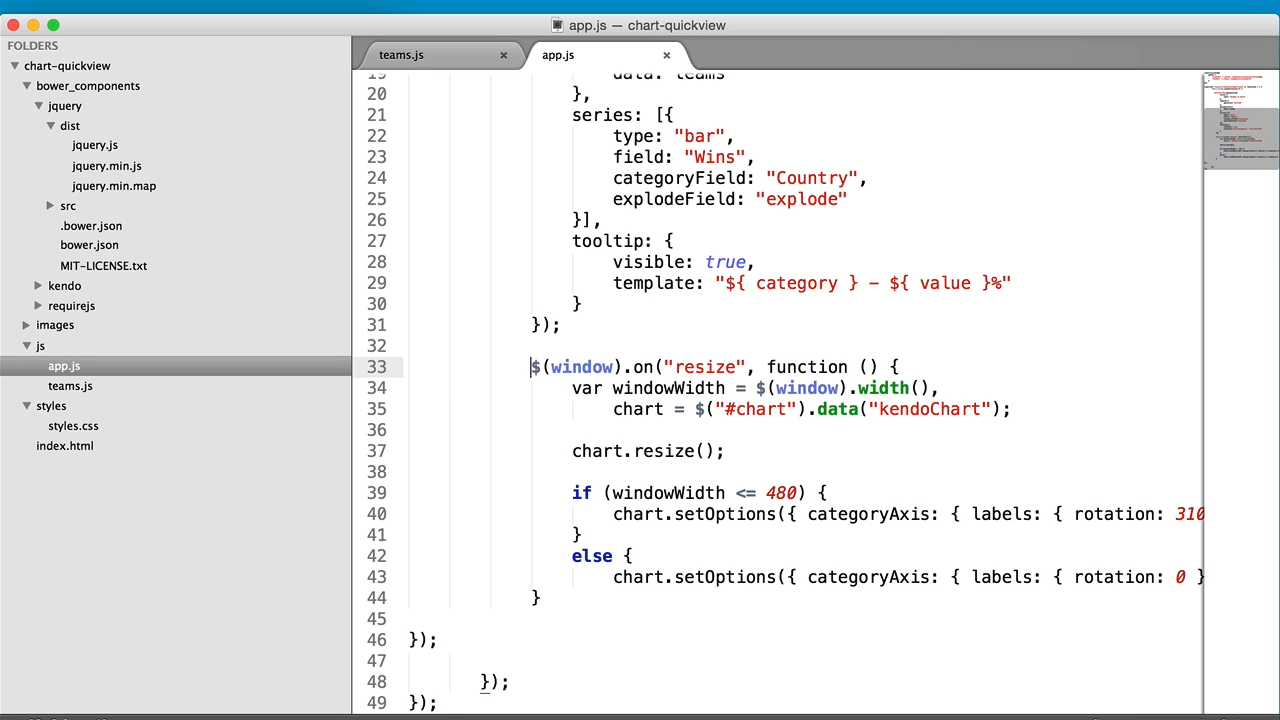 app.js — chart-quickview
FOLDERS
chart-quickview
bower_components
jquery
dist
jquery.js
jquery.min.js
jquery.min.map
src
.bower.json
bower.json
MIT-LICENSE.txt
kendo
requirejs
images
js
app.js
teams.js
styles
styles.css
index.html
teams.js × app.js ×
19 data: teams
20 },
21 series: [{
22 type: "bar",
23 field: "Wins",
24 categoryField: "Country",
25 explodeField: "explode"
26 }],
27 tooltip: {
28 visible: true,
29 template: "${ category } - ${ value }%"
30 }
31 });
32
33 $(window).on("resize", function () {
34 var windowWidth = $(window).width(),
35 chart = $("#chart").data("kendoChart");
36
37 chart.resize();
38
39 if (windowWidth <= 480) {
40 chart.setOptions({ categoryAxis: { labels: { rotation: 310
41 }
42 else {
43 chart.setOptions({ categoryAxis: { labels: { rotation: 0 }
44 }
45
46 });
47
48 });
49 });